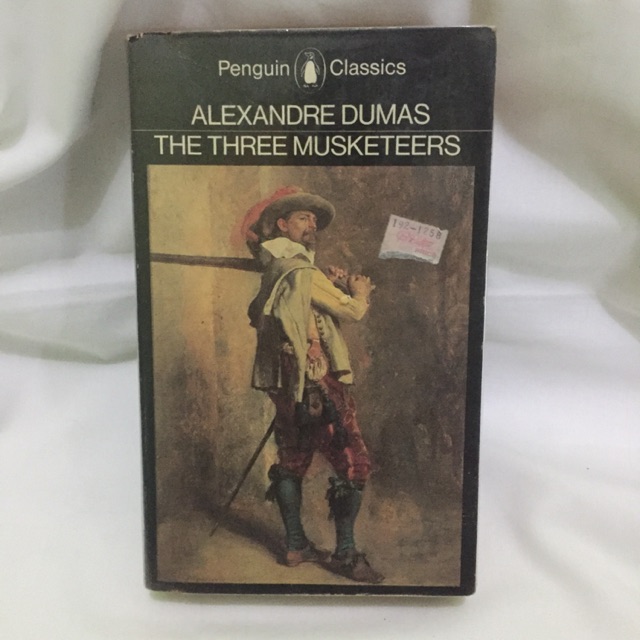 Penguin Classics
ALEXANDRE DUMAS
THE THREE MUSKETEERS